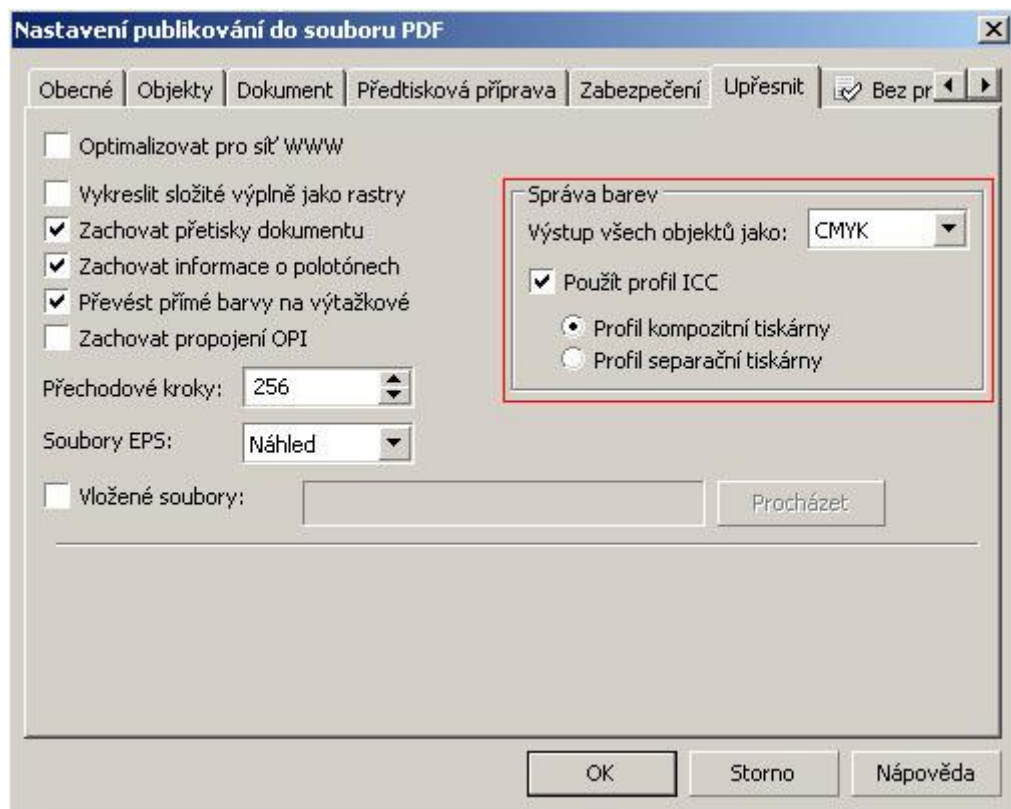 Nastavení publikování do souboru PDF
Obecné Objekty Dokument Předtisková příprava Zabezpečení Upřesnit Bez pr
Optimalizovat pro síť WWW
Vykreslit složité výplně jako rastry
Zachovat přetisky dokumentu
Zachovat informace o polotónech
Převést přímé barvy na výtažkové
Zachovat propojení OPI
Přechodové kroky: 256
Soubory EPS: Náhled
Správa barev
Výstup všech objektů jako: CMYK
Použít profil ICC
Profil kompozitní tiskárny
Profil separační tiskárny
Vložené soubory: Procházet
OK Storno Nápověda